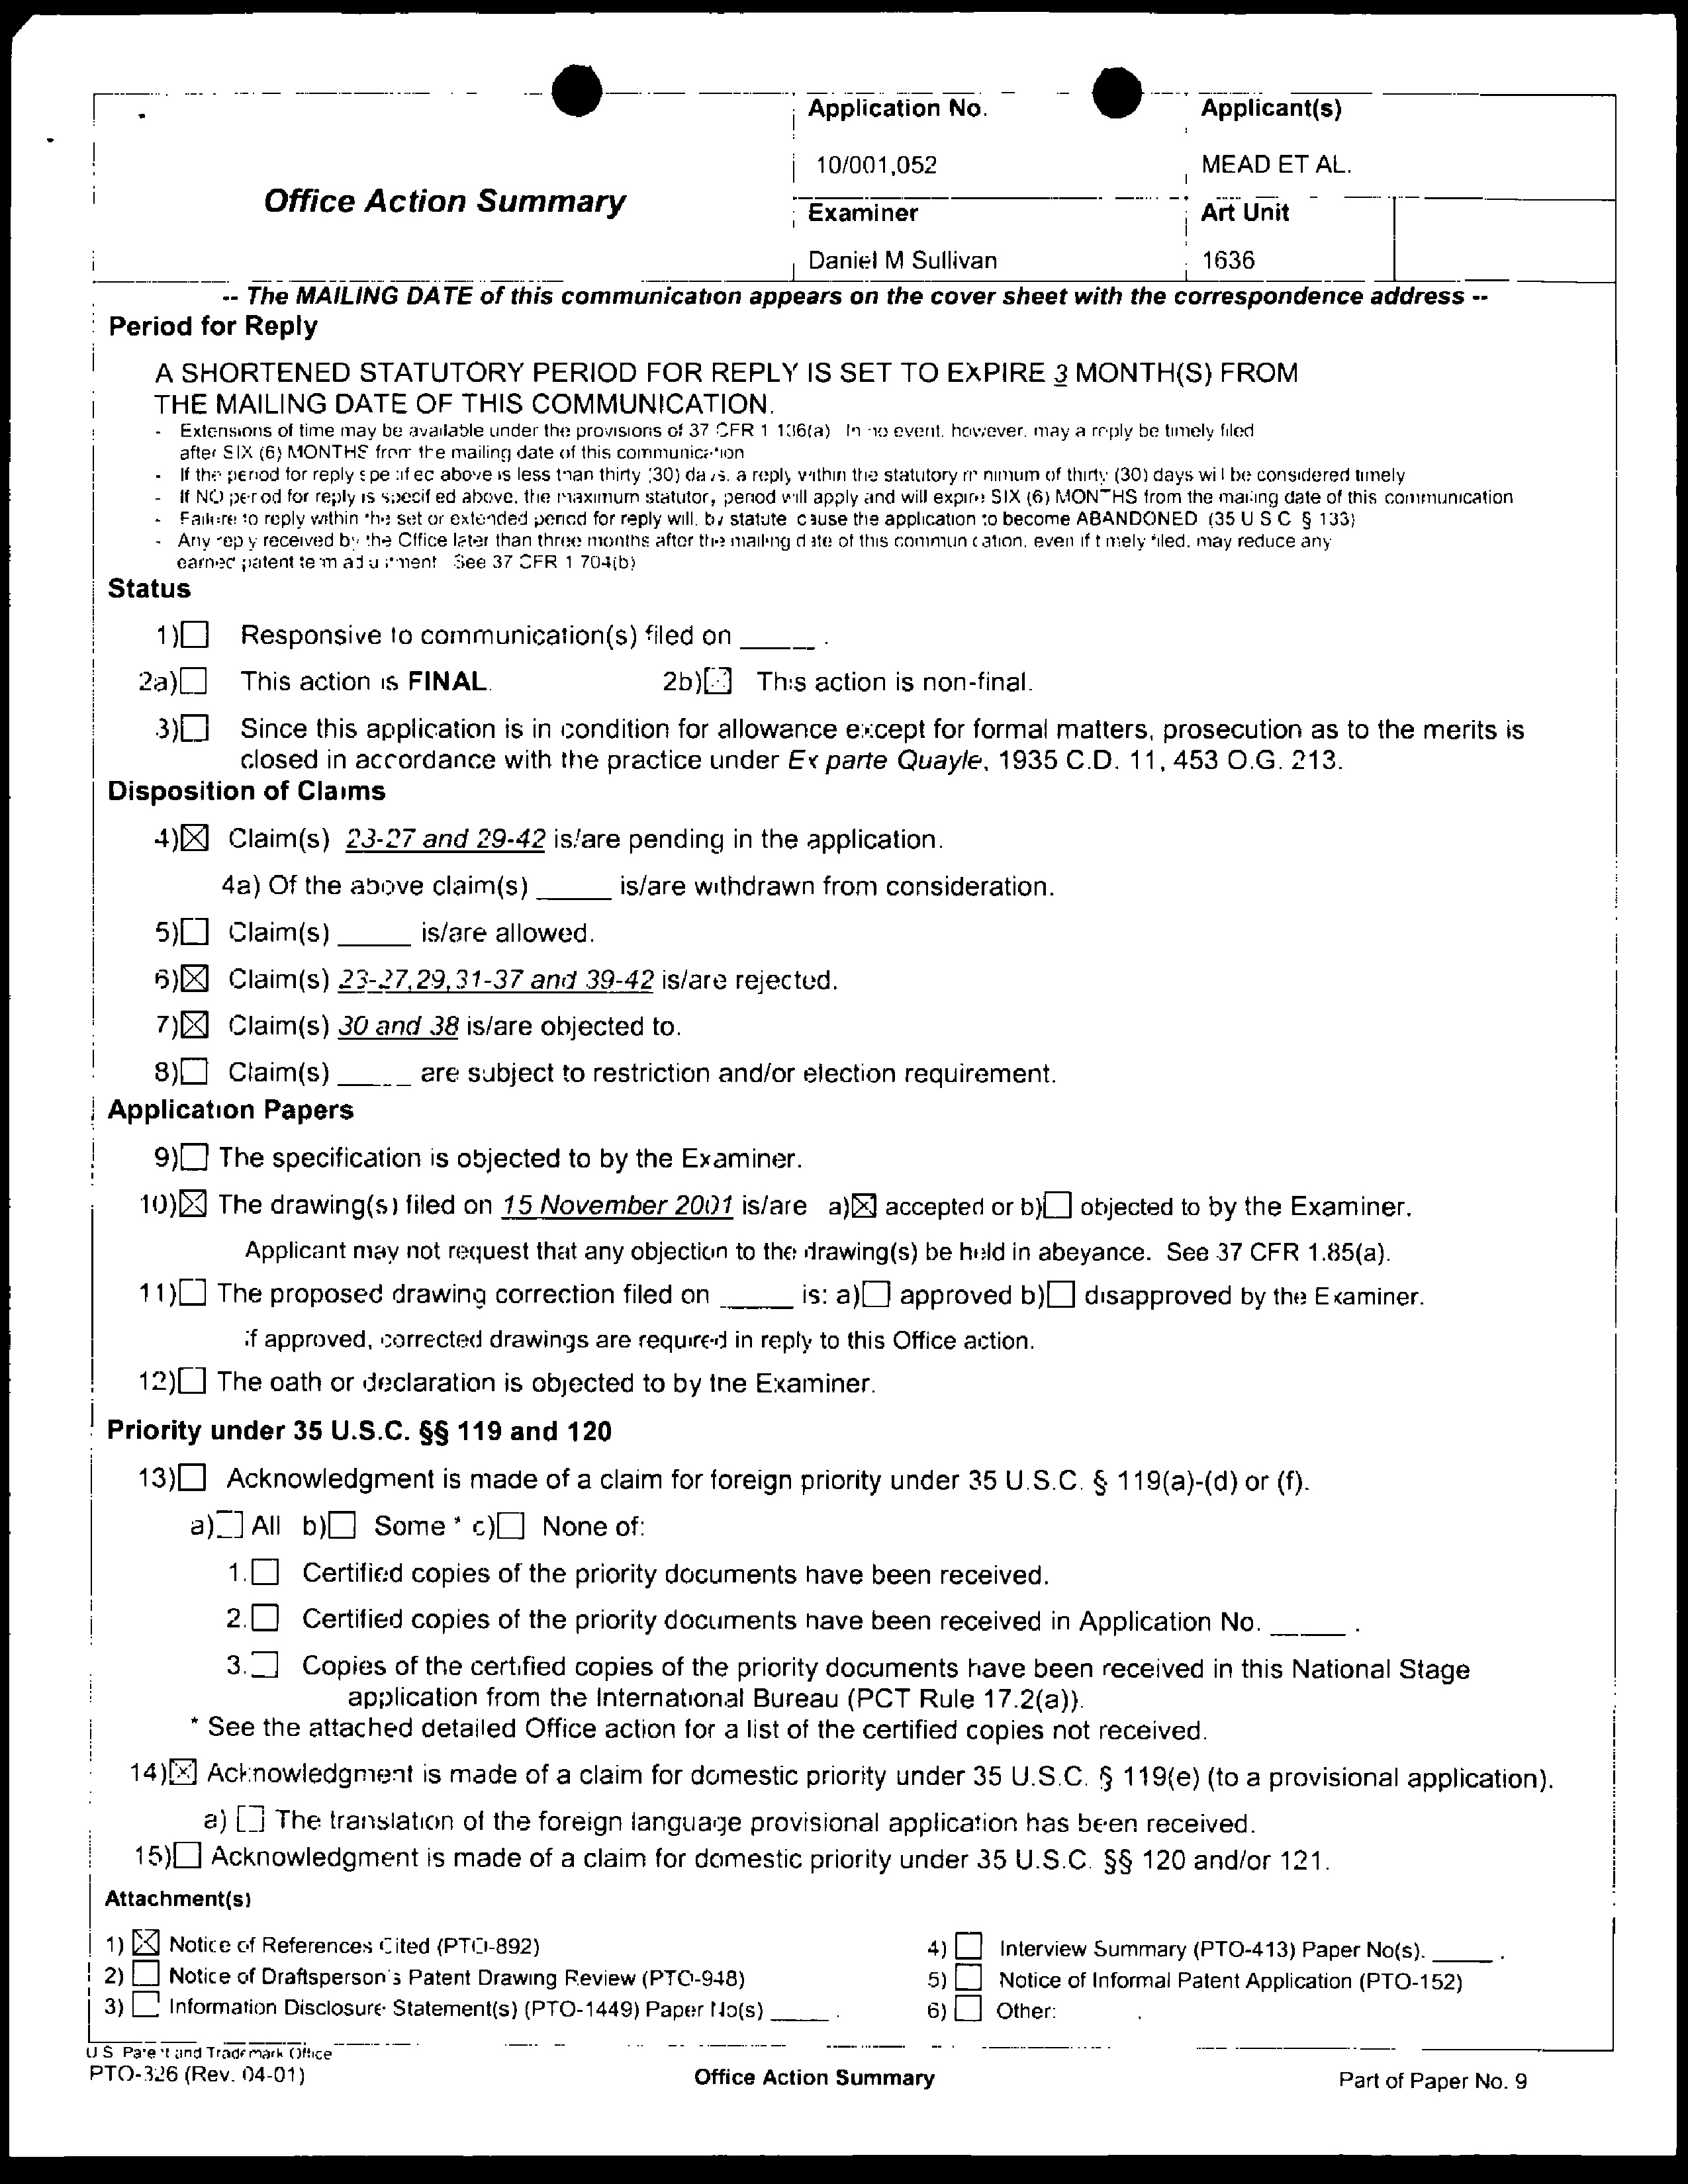 Office Action Summary
Application No.
10/001,052
Applicant(s)
MEAD ET AL.
Examiner
Daniel M Sullivan
Art Unit
1636
-- The MAILING DATE of this communication appears on the cover sheet with the correspondence address --
Period for Reply
A SHORTENED STATUTORY PERIOD FOR REPLY IS SET TO EXPIRE 3 MONTH(S) FROM
THE MAILING DATE OF THIS COMMUNICATION.
- Extensions of time may be available under the provisions of 37 CFR 1 136(a) In no event, however, may a reply be timely filed
after SIX (6) MONTHS from the mailing date of this communication
- If the period for reply specified above is less than thirty (30) days, a reply within the statutory minimum of thirty (30) days will be considered timely
- If NO period for reply is specified above, the maximum statutory period will apply and will expire SIX (6) MONTHS from the mailing date of this communication
- Failure to reply within the set or extended period for reply will, by statute cause the application to become ABANDONED (35 U S C § 133)
- Any reply received by the Office later than three months after the mailing date of this communication, even if timely filed, may reduce any
earned patent term adjustment See 37 CFR 1 704(b)
Status
1)☐ Responsive to communication(s) filed on _____ .
2a)☐ This action is FINAL. 2b)☒ This action is non-final.
3)☐ Since this application is in condition for allowance except for formal matters, prosecution as to the merits is
closed in accordance with the practice under Ex parte Quayle, 1935 C.D. 11, 453 O.G. 213.
Disposition of Claims
4)☒ Claim(s) 23-27 and 29-42 is/are pending in the application.
4a) Of the above claim(s) _____ is/are withdrawn from consideration.
5)☐ Claim(s) _____ is/are allowed.
6)☒ Claim(s) 23-27,29,31-37 and 39-42 is/are rejected.
7)☒ Claim(s) 30 and 38 is/are objected to.
8)☐ Claim(s) _____ are subject to restriction and/or election requirement.
Application Papers
9)☐ The specification is objected to by the Examiner.
10)☒ The drawing(s) filed on 15 November 2001 is/are a)☒ accepted or b)☐ objected to by the Examiner.
Applicant may not request that any objection to the drawing(s) be held in abeyance. See 37 CFR 1.85(a).
11)☐ The proposed drawing correction filed on _____ is: a)☐ approved b)☐ disapproved by the Examiner.
If approved, corrected drawings are required in reply to this Office action.
12)☐ The oath or declaration is objected to by the Examiner.
Priority under 35 U.S.C. §§ 119 and 120
13)☐ Acknowledgment is made of a claim for foreign priority under 35 U.S.C. § 119(a)-(d) or (f).
a)☐ All b)☐ Some * c)☐ None of:
1.☐ Certified copies of the priority documents have been received.
2.☐ Certified copies of the priority documents have been received in Application No. _____ .
3.☐ Copies of the certified copies of the priority documents have been received in this National Stage
application from the International Bureau (PCT Rule 17.2(a)).
* See the attached detailed Office action for a list of the certified copies not received.
14)☒ Acknowledgment is made of a claim for domestic priority under 35 U.S.C. § 119(e) (to a provisional application).
a) ☐ The translation of the foreign language provisional application has been received.
15)☐ Acknowledgment is made of a claim for domestic priority under 35 U.S.C. §§ 120 and/or 121.
Attachment(s)
1) ☒ Notice of References Cited (PTO-892)
2) ☐ Notice of Draftsperson's Patent Drawing Review (PTO-948)
3) ☐ Information Disclosure Statement(s) (PTO-1449) Paper No(s) _____ .
4) ☐ Interview Summary (PTO-413) Paper No(s). _____ .
5) ☐ Notice of Informal Patent Application (PTO-152)
6) ☐ Other: .
U S Patent and Trademark Office
PTO-326 (Rev. 04-01)
Office Action Summary
Part of Paper No. 9